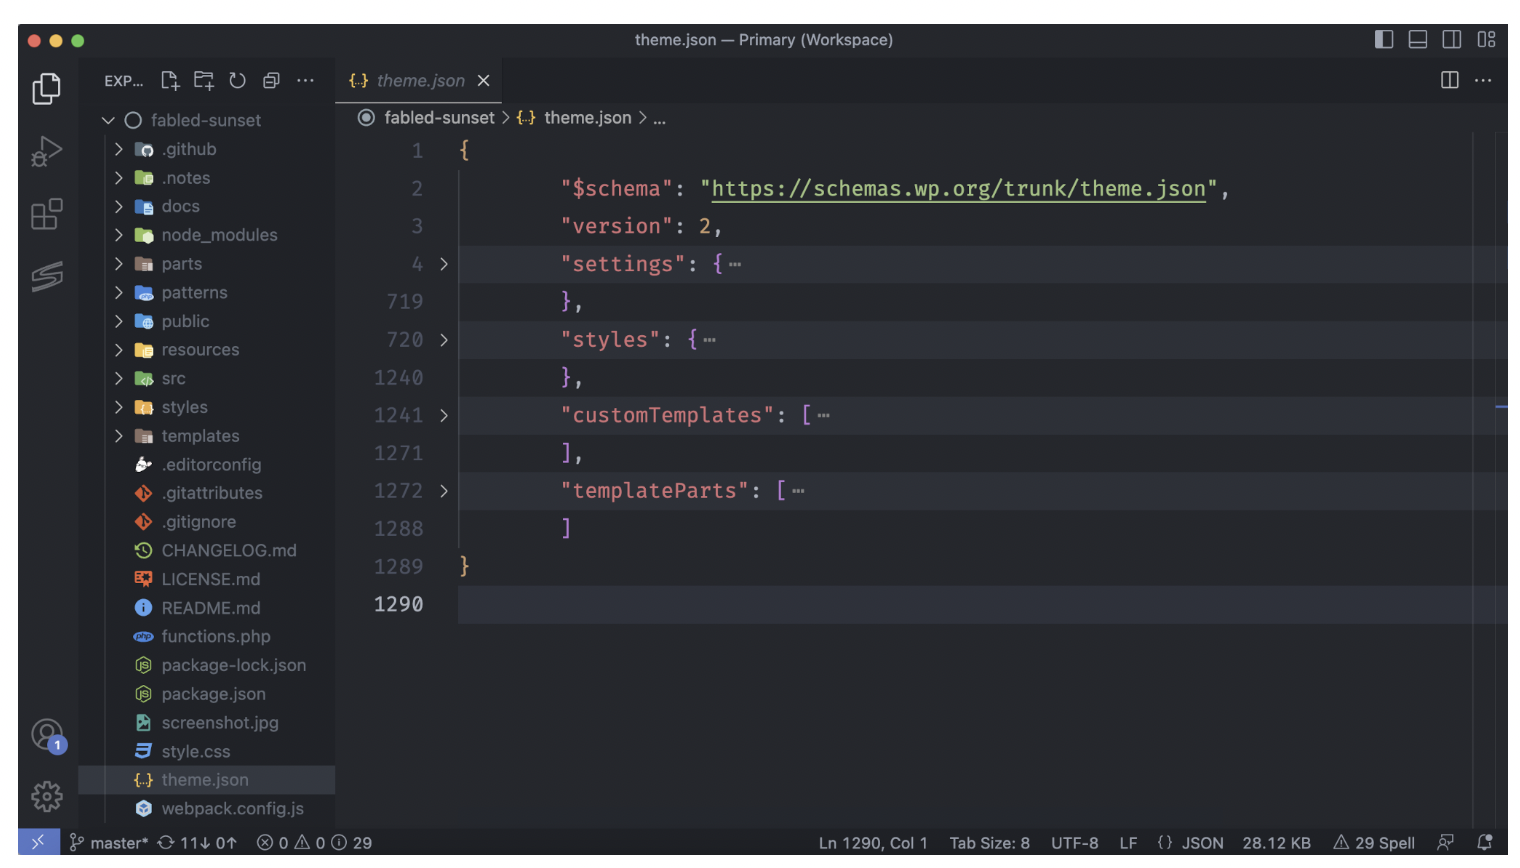 theme.json — Primary (Workspace)
EXP...
fabled-sunset
.github
.notes
docs
node_modules
parts
patterns
public
resources
src
styles
templates
.editorconfig
.gitattributes
.gitignore
CHANGELOG.md
LICENSE.md
README.md
functions.php
package-lock.json
package.json
screenshot.jpg
style.css
{..} theme.json
webpack.config.js
1
{..} theme.json
fabled-sunset > {..} theme.json > ...
1 {
2 "$schema": "https://schemas.wp.org/trunk/theme.json",
3 "version": 2,
4 > "settings": { ...
719 },
720 > "styles": { ...
1240 },
1241 > "customTemplates": [ ...
1271 ],
1272 > "templateParts": [ ...
1288 ]
1289 }
1290
master* 11↓ 0↑ 0 0 29 Ln 1290, Col 1 Tab Size: 8 UTF-8 LF {} JSON 28.12 KB 29 Spell